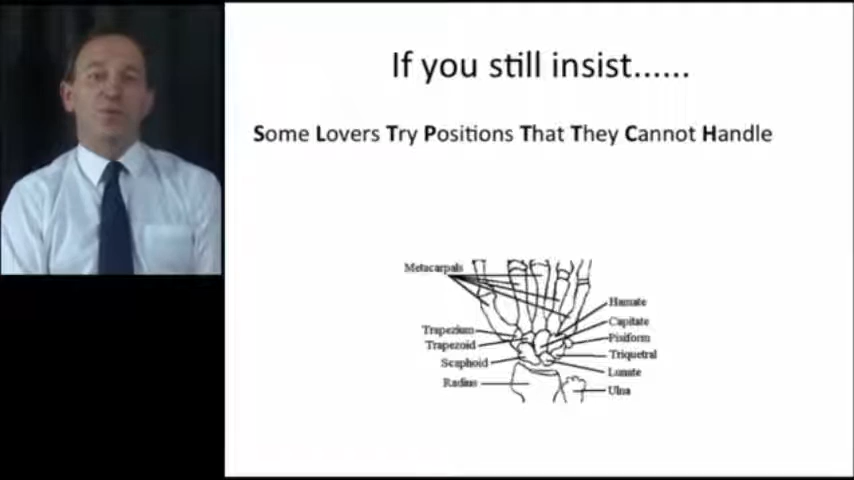 If you still insist......
Some Lovers Try Positions That They Cannot Handle
Metacarpals
Hamate
Capitate
Trapezium
Pisiform
Trapezoid
Triquetral
Scaphoid
Lunate
Radius
Ulna